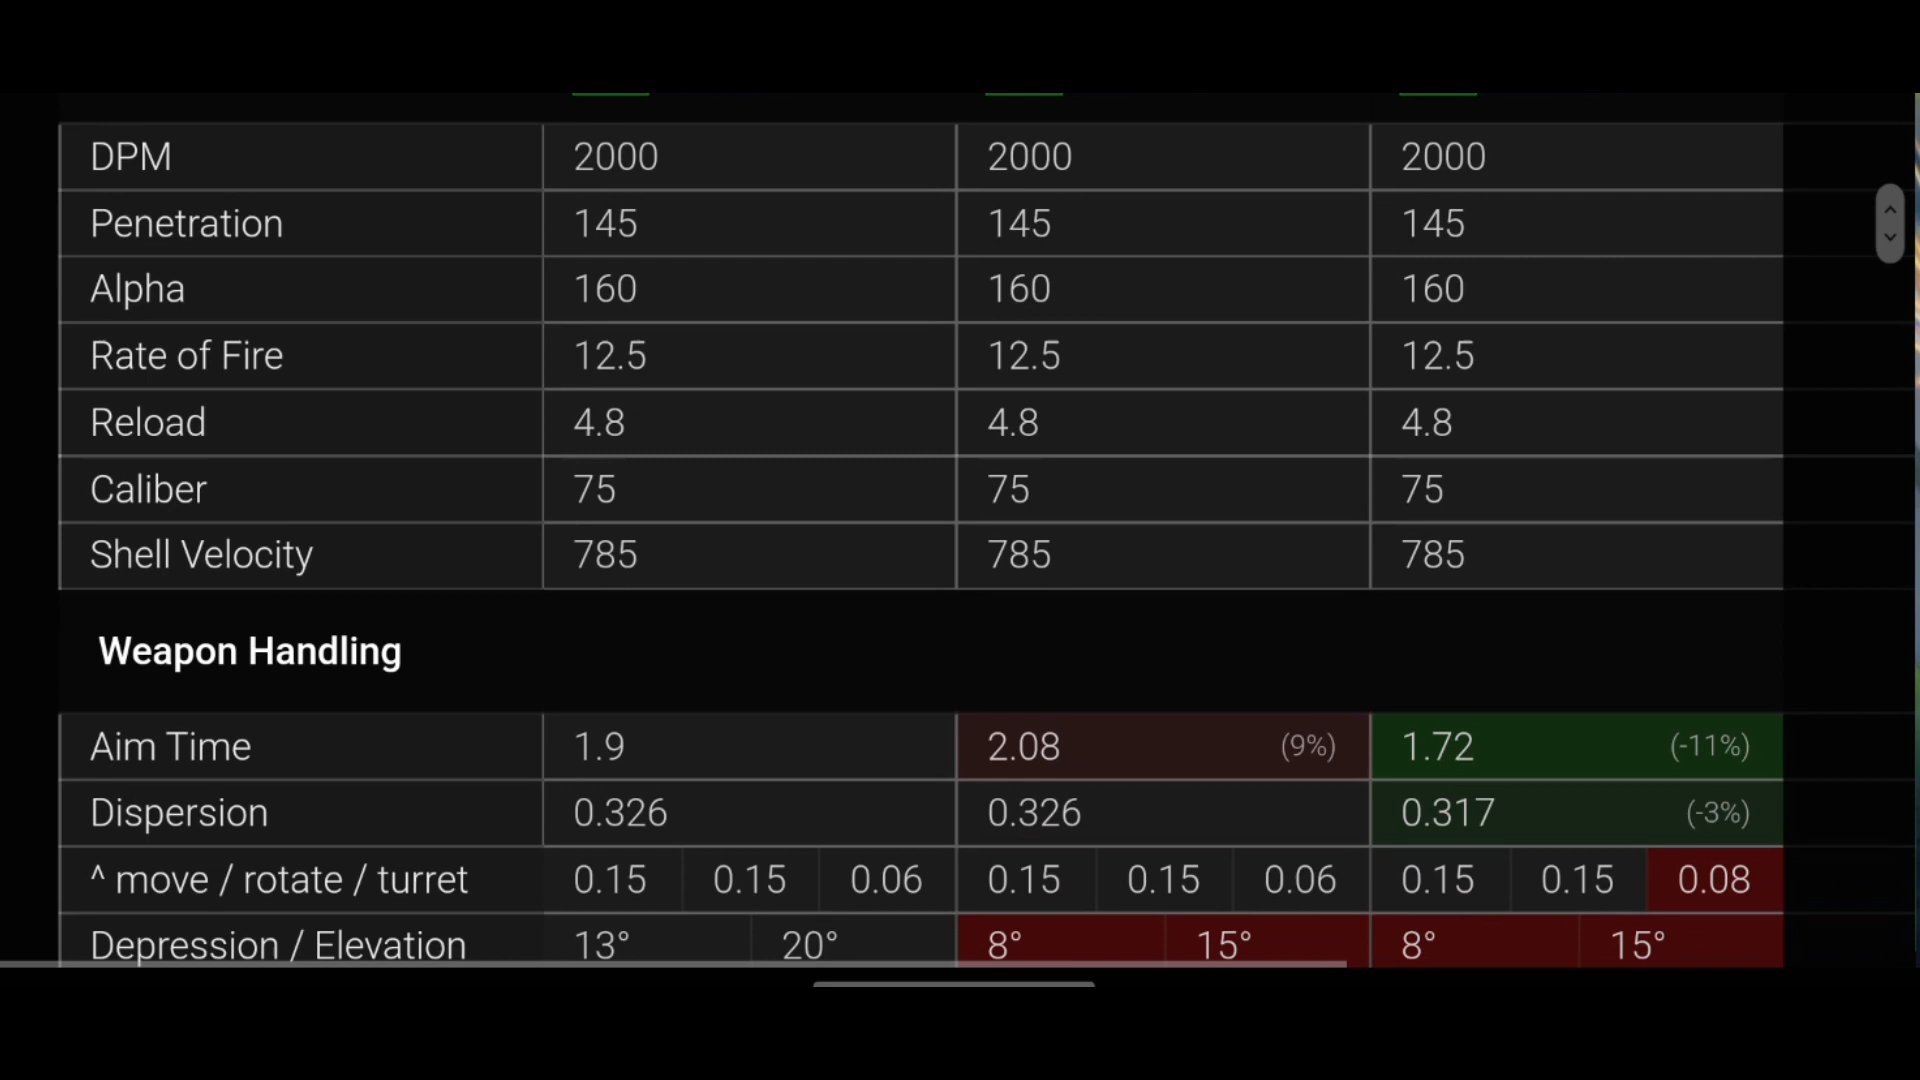 DPM 2000 2000 2000
Penetration 145 145 145
Alpha 160 160 160
Rate of Fire 12.5 12.5 12.5
Reload 4.8 4.8 4.8
Caliber 75 75 75
Shell Velocity 785 785 785
Weapon Handling
Aim Time 1.9 2.08 (9%) 1.72 (-11%)
Dispersion 0.326 0.326 0.317 (-3%)
^ move / rotate / turret 0.15 0.15 0.06 0.15 0.15 0.06 0.15 0.15 0.08
Depression / Elevation 13° 20° 8° 15° 8° 15°